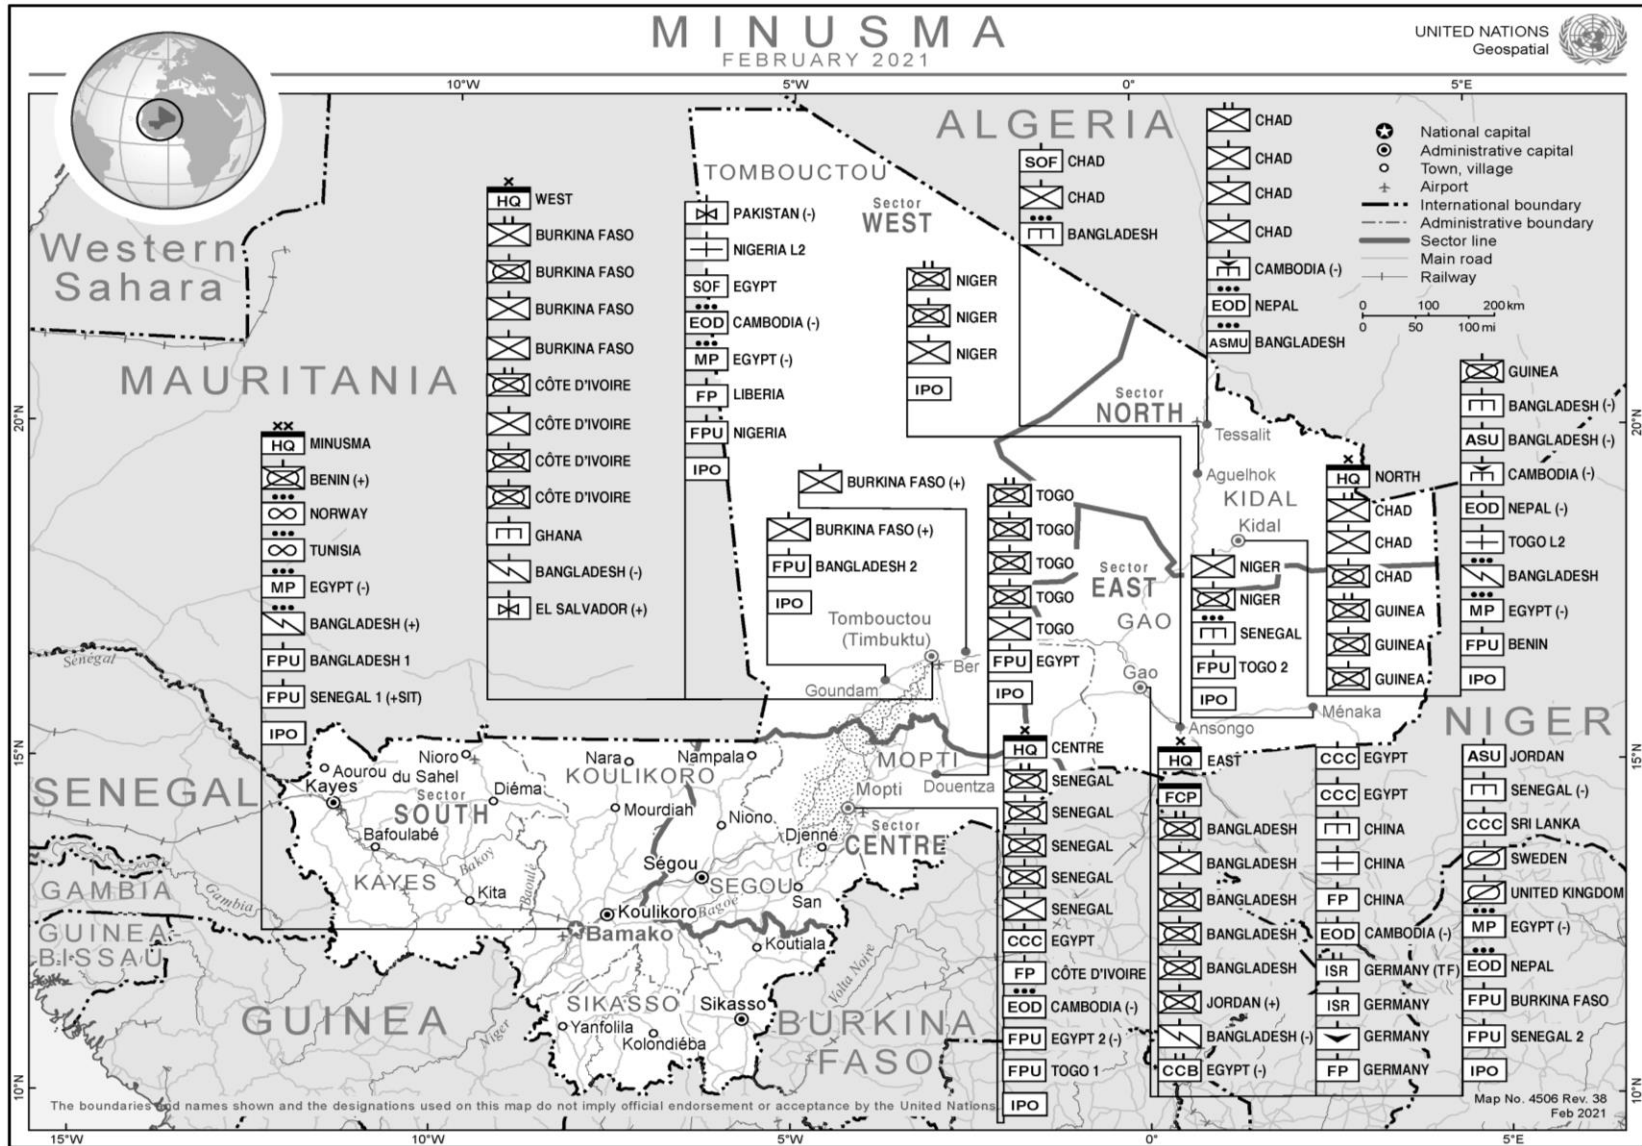 MINUSMA
FEBRUARY 2021
UNITED NATIONS
Geospatial
10°W
5°W
0°
5°E
National capital
Administrative capital
Town, village
Airport
International boundary
Administrative boundary
Sector line
Main road
Railway
0 100 200 km
0 50 100 mi
Western
Sahara
MAURITANIA
ALGERIA
NIGER
SENEGAL
GAMBIA
GUINEA-
BISSAU
GUINEA
BURKINA
FASO
20°N
20°N
15°N
15°N
10°N
10°N
TOMBOUCTOU
Sector
WEST
Sector
NORTH
Sector
EAST
Sector
SOUTH
Sector
CENTRE
KIDAL
GAO
MOPTI
KOULIKORO
KAYES
SEGOU
SIKASSO
HQ MINUSMA
BENIN (+)
NORWAY
TUNISIA
MP EGYPT (-)
BANGLADESH (+)
FPU BANGLADESH 1
FPU SENEGAL 1 (+SIT)
IPO
HQ WEST
BURKINA FASO
BURKINA FASO
BURKINA FASO
BURKINA FASO
CÔTE D'IVOIRE
CÔTE D'IVOIRE
CÔTE D'IVOIRE
CÔTE D'IVOIRE
GHANA
BANGLADESH (-)
EL SALVADOR (+)
PAKISTAN (-)
NIGERIA L2
SOF EGYPT
EOD CAMBODIA (-)
MP EGYPT (-)
FP LIBERIA
FPU NIGERIA
IPO
BURKINA FASO (+)
BURKINA FASO (+)
FPU BANGLADESH 2
IPO
NIGER
NIGER
NIGER
IPO
SOF CHAD
CHAD
BANGLADESH
CHAD
CHAD
CHAD
CHAD
CAMBODIA (-)
EOD NEPAL
ASMU BANGLADESH
TOGO
TOGO
TOGO
TOGO
TOGO
FPU EGYPT
IPO
NIGER
NIGER
SENEGAL
FPU TOGO 2
IPO
HQ NORTH
CHAD
CHAD
CHAD
GUINEA
GUINEA
GUINEA
GUINEA
BANGLADESH (-)
ASU BANGLADESH (-)
CAMBODIA (-)
EOD NEPAL (-)
TOGO L2
BANGLADESH
MP EGYPT (-)
FPU BENIN
IPO
HQ CENTRE
SENEGAL
SENEGAL
SENEGAL
SENEGAL
SENEGAL
CCC EGYPT
FP CÔTE D'IVOIRE
EOD CAMBODIA (-)
FPU EGYPT 2 (-)
FPU TOGO 1
IPO
HQ EAST
FCP
BANGLADESH
BANGLADESH
BANGLADESH
BANGLADESH
BANGLADESH
JORDAN (+)
BANGLADESH (-)
CCB EGYPT (-)
CCC EGYPT
CCC EGYPT
CHINA
CHINA
FP CHINA
EOD CAMBODIA (-)
ISR GERMANY (TF)
ISR GERMANY
GERMANY
FP GERMANY
ASU JORDAN
SENEGAL (-)
CCC SRI LANKA
SWEDEN
UNITED KINGDOM
MP EGYPT (-)
EOD NEPAL
FPU BURKINA FASO
FPU SENEGAL 2
IPO
Tessalit
Aguelhok
Kidal
Tombouctou
(Timbuktu)
Ber
Goundam
Gao
Ansongo
Ménaka
Douentza
Mopti
Djenné
Nioro
du Sahel
Nara
Nampala
Aourou
Kayes
Diéma
Mourdiah
Niono
Bafoulabé
Ségou
Kita
San
Koulikoro
Bamako
Koutiala
Sikasso
Yanfolila
Kolondiéba
Sénégal
Gambia
Bakoy
Baoulé
Bagoé
Niger
Volta Noire
The boundaries and names shown and the designations used on this map do not imply official endorsement or acceptance by the United Nations.
Map No. 4506 Rev. 38
Feb 2021
15°W
10°W
5°W
0°
5°E